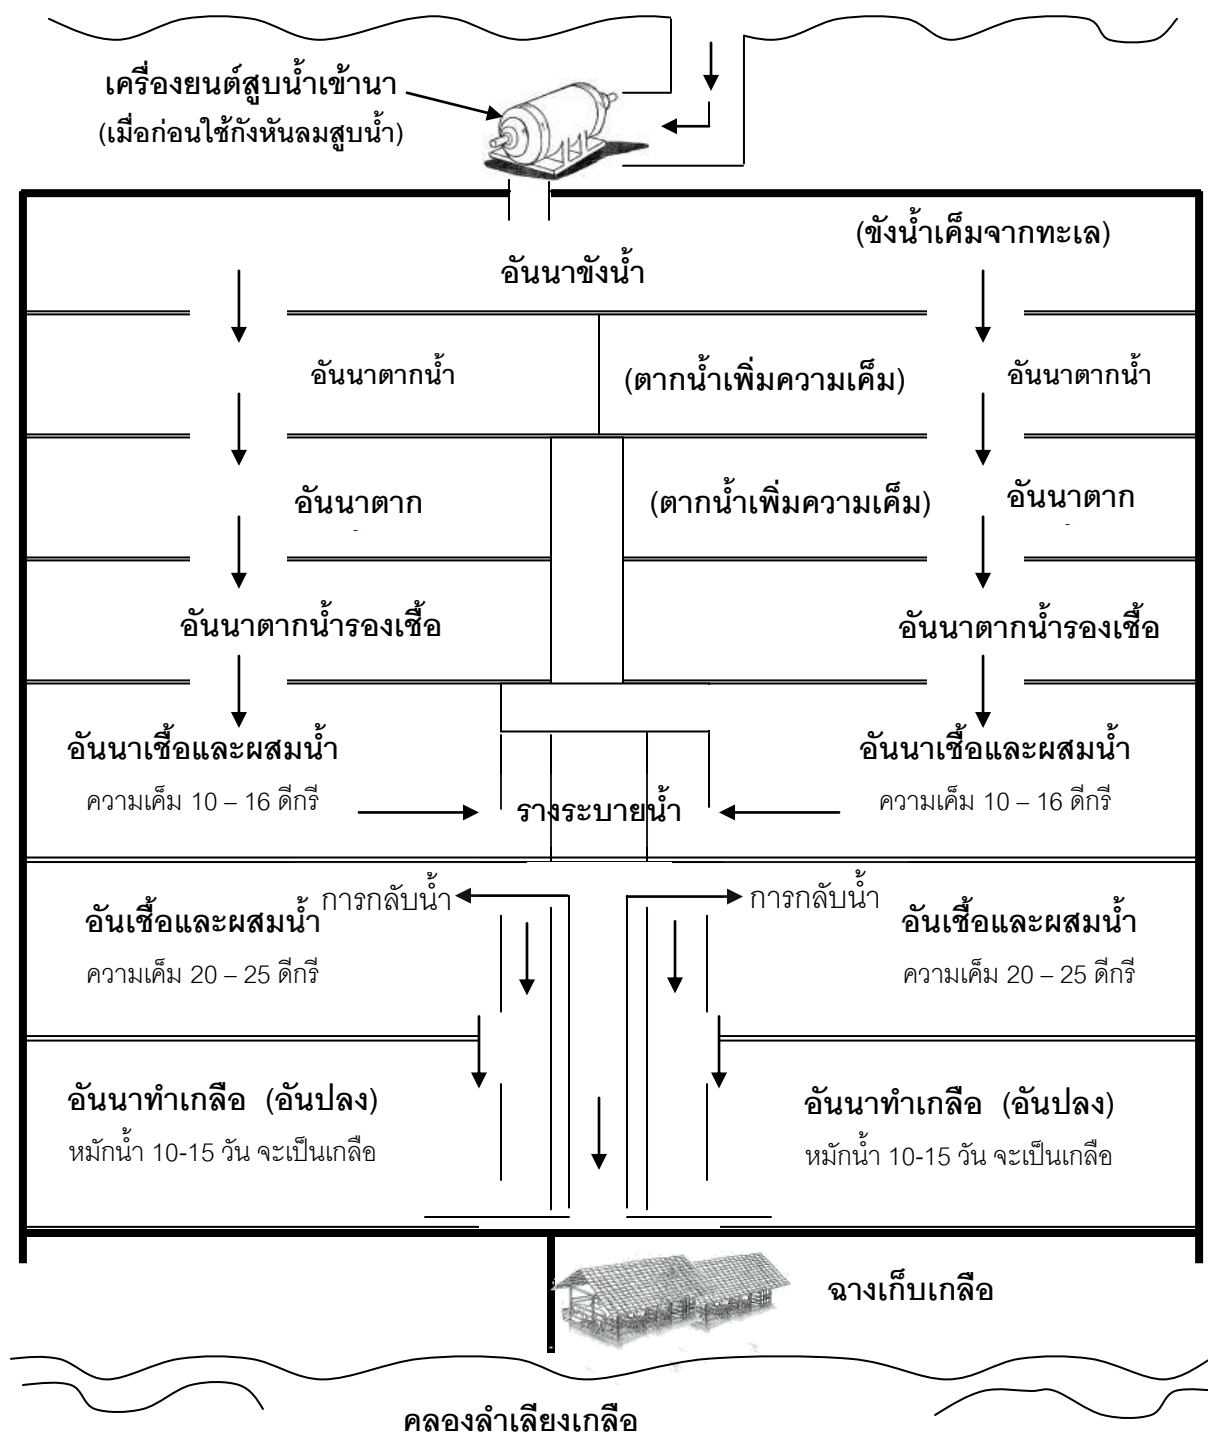 เครื่องยนต์สูบน้ำเข้านา
(เมื่อก่อนใช้กังหันลมสูบน้ำ)
(ขังน้ำเค็มจากทะเล)
อันนาขังน้ำ
อันนาตากน้ำ
(ตากน้ำเพิ่มความเค็ม)
อันนาตากน้ำ
อันนาตาก
(ตากน้ำเพิ่มความเค็ม)
อันนาตาก
อันนาตากน้ำรองเชื้อ
อันนาตากน้ำรองเชื้อ
อันนาเชื้อและผสมน้ำ
อันนาเชื้อและผสมน้ำ
ความเค็ม 10 – 16 ดีกรี
รางระบายน้ำ
ความเค็ม 10 – 16 ดีกรี
การกลับน้ำ
การกลับน้ำ
อันเชื้อและผสมน้ำ
อันเชื้อและผสมน้ำ
ความเค็ม 20 – 25 ดีกรี
ความเค็ม 20 – 25 ดีกรี
อันนาทำเกลือ (อันปลง)
อันนาทำเกลือ (อันปลง)
หมักน้ำ 10-15 วัน จะเป็นเกลือ
หมักน้ำ 10-15 วัน จะเป็นเกลือ
ฉางเก็บเกลือ
คลองลำเลียงเกลือ